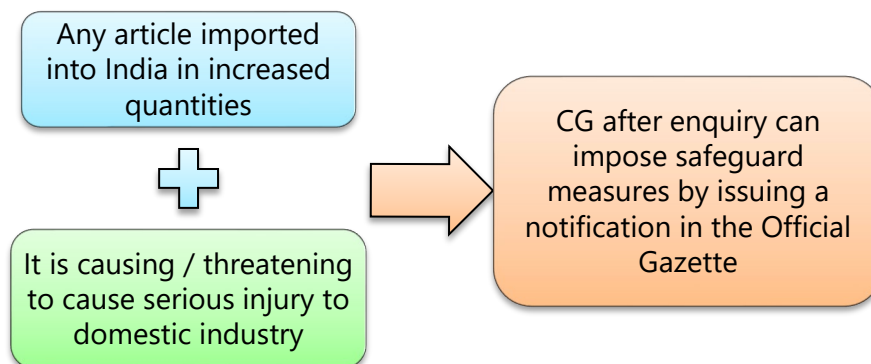 Any article imported
into India in increased
quantities
It is causing / threatening
to cause serious injury to
domestic industry
CG after enquiry can
impose safeguard
measures by issuing a
notification in the Official
Gazette